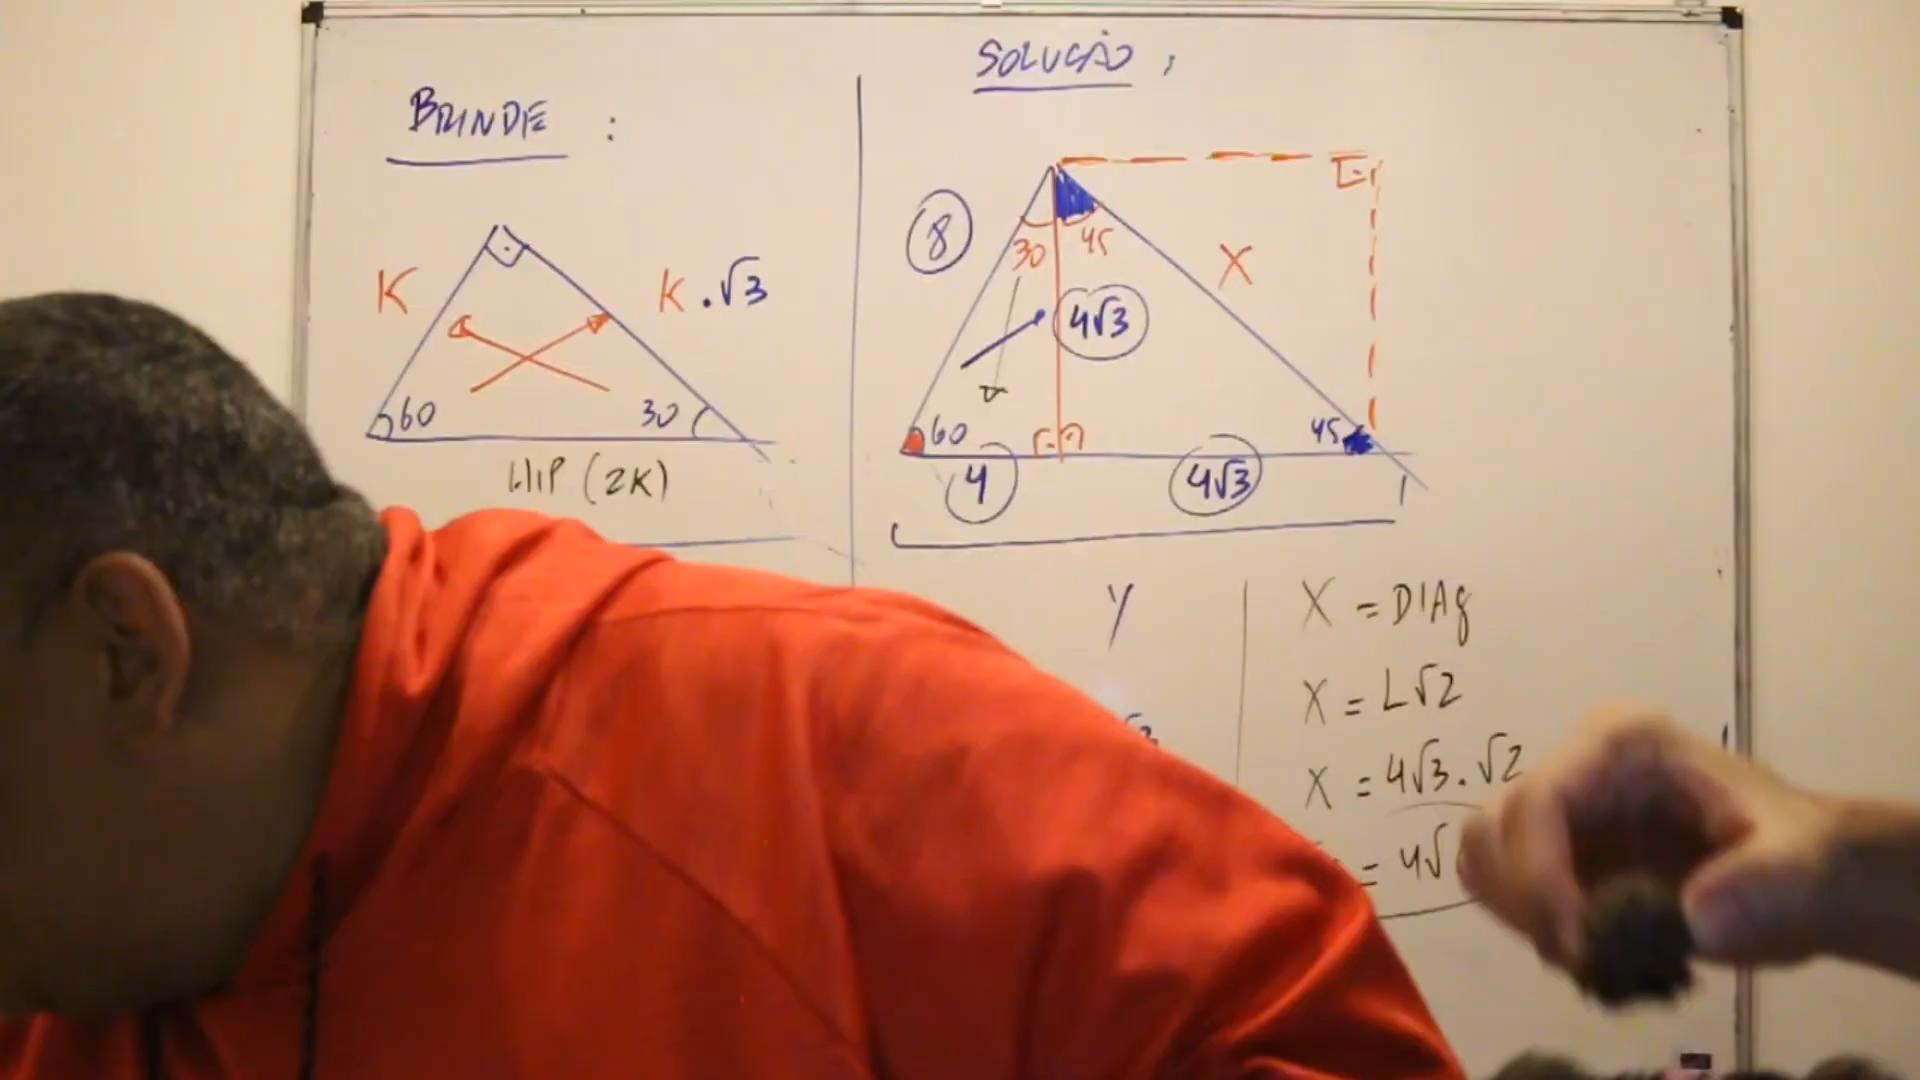 BRINDE :
K
K.√3
60
30
HIP (2K)
SOLUÇÃO :
8
30
45
X
4√3
60
45
4
4√3
Y
X = DIAG
X = L√2
X = 4√3.√2
= 4√